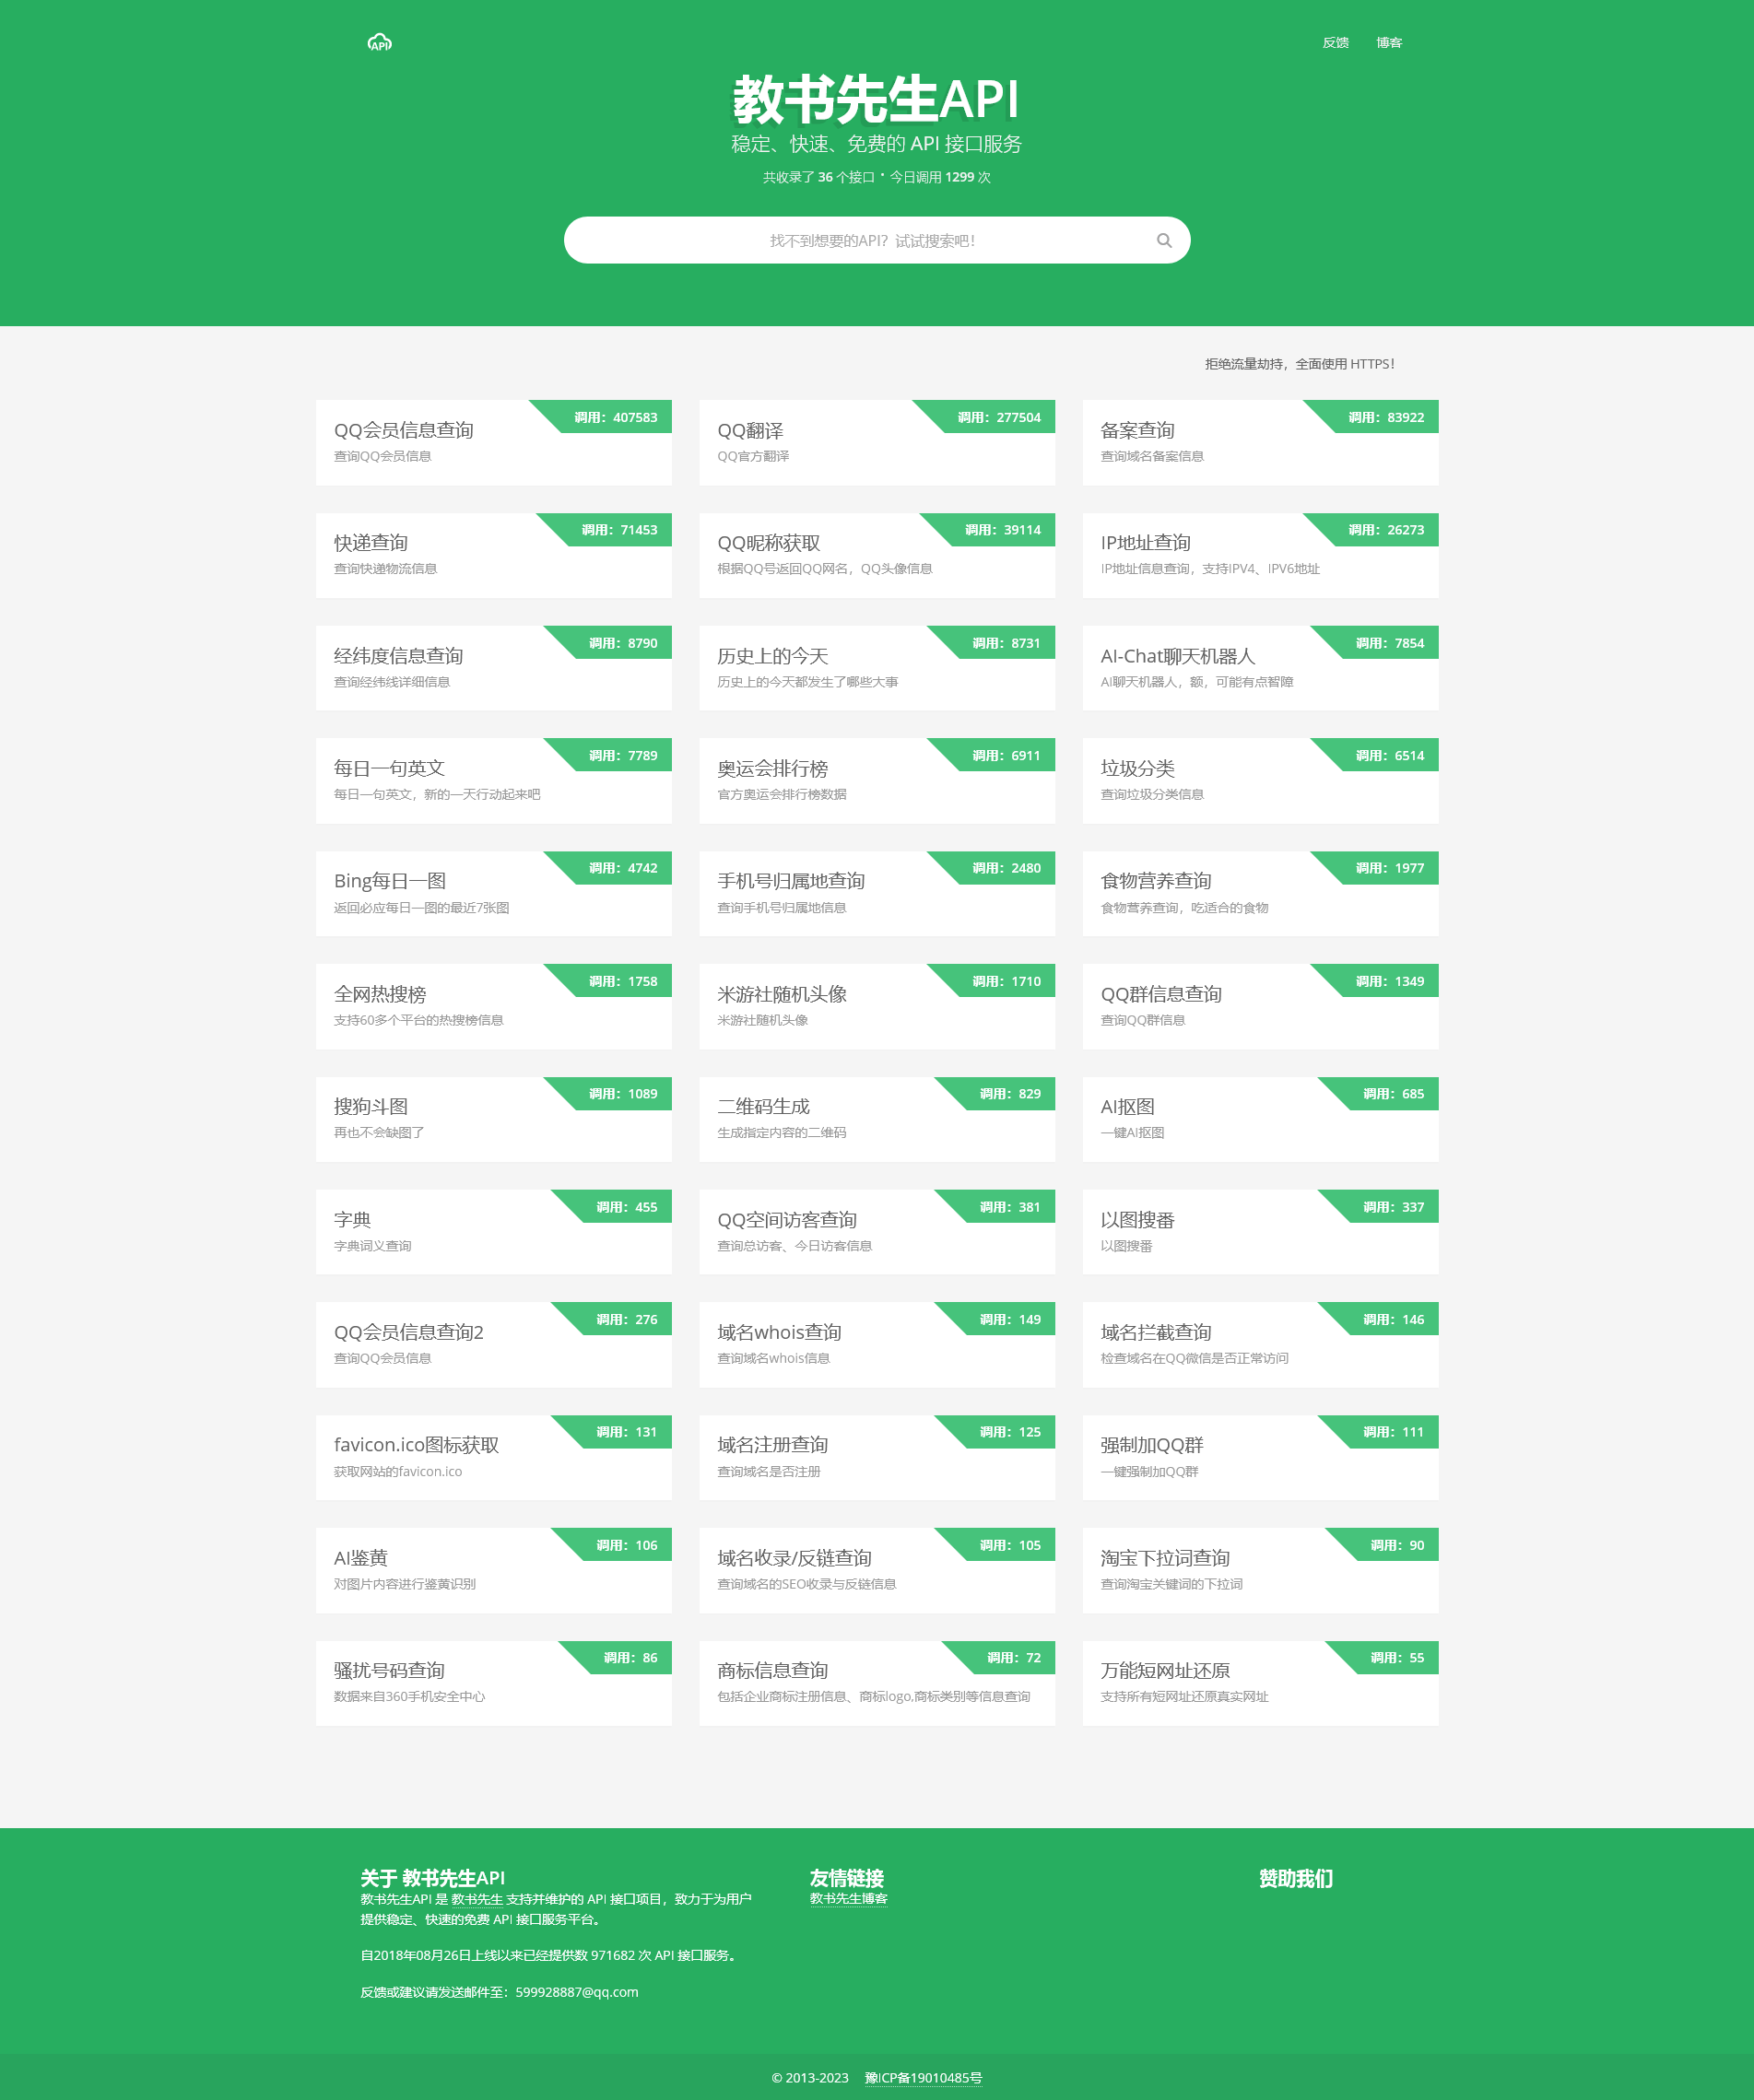 API
反馈 博客
教书先生API
稳定、快速、免费的 API 接口服务
共收录了 36 个接口 · 今日调用 1299 次
找不到想要的API？试试搜索吧！
拒绝流量劫持，全面使用 HTTPS！
调用：407583
QQ会员信息查询
查询QQ会员信息
调用：277504
QQ翻译
QQ官方翻译
调用：83922
备案查询
查询域名备案信息
调用：71453
快递查询
查询快递物流信息
调用：39114
QQ昵称获取
根据QQ号返回QQ网名，QQ头像信息
调用：26273
IP地址查询
IP地址信息查询，支持IPV4、IPV6地址
调用：8790
经纬度信息查询
查询经纬线详细信息
调用：8731
历史上的今天
历史上的今天都发生了哪些大事
调用：7854
AI-Chat聊天机器人
AI聊天机器人，额，可能有点智障
调用：7789
每日一句英文
每日一句英文，新的一天行动起来吧
调用：6911
奥运会排行榜
官方奥运会排行榜数据
调用：6514
垃圾分类
查询垃圾分类信息
调用：4742
Bing每日一图
返回必应每日一图的最近7张图
调用：2480
手机号归属地查询
查询手机号归属地信息
调用：1977
食物营养查询
食物营养查询，吃适合的食物
调用：1758
全网热搜榜
支持60多个平台的热搜榜信息
调用：1710
米游社随机头像
米游社随机头像
调用：1349
QQ群信息查询
查询QQ群信息
调用：1089
搜狗斗图
再也不会缺图了
调用：829
二维码生成
生成指定内容的二维码
调用：685
AI抠图
一键AI抠图
调用：455
字典
字典词义查询
调用：381
QQ空间访客查询
查询总访客、今日访客信息
调用：337
以图搜番
以图搜番
调用：276
QQ会员信息查询2
查询QQ会员信息
调用：149
域名whois查询
查询域名whois信息
调用：146
域名拦截查询
检查域名在QQ微信是否正常访问
调用：131
favicon.ico图标获取
获取网站的favicon.ico
调用：125
域名注册查询
查询域名是否注册
调用：111
强制加QQ群
一键强制加QQ群
调用：106
AI鉴黄
对图片内容进行鉴黄识别
调用：105
域名收录/反链查询
查询域名的SEO收录与反链信息
调用：90
淘宝下拉词查询
查询淘宝关键词的下拉词
调用：86
骚扰号码查询
数据来自360手机安全中心
调用：72
商标信息查询
包括企业商标注册信息、商标logo,商标类别等信息查询
调用：55
万能短网址还原
支持所有短网址还原真实网址
关于 教书先生API
教书先生API 是 教书先生 支持并维护的 API 接口项目，致力于为用户
提供稳定、快速的免费 API 接口服务平台。
自2018年08月26日上线以来已经提供数 971682 次 API 接口服务。
反馈或建议请发送邮件至：599928887@qq.com
友情链接
教书先生博客
赞助我们
© 2013-2023 豫ICP备19010485号